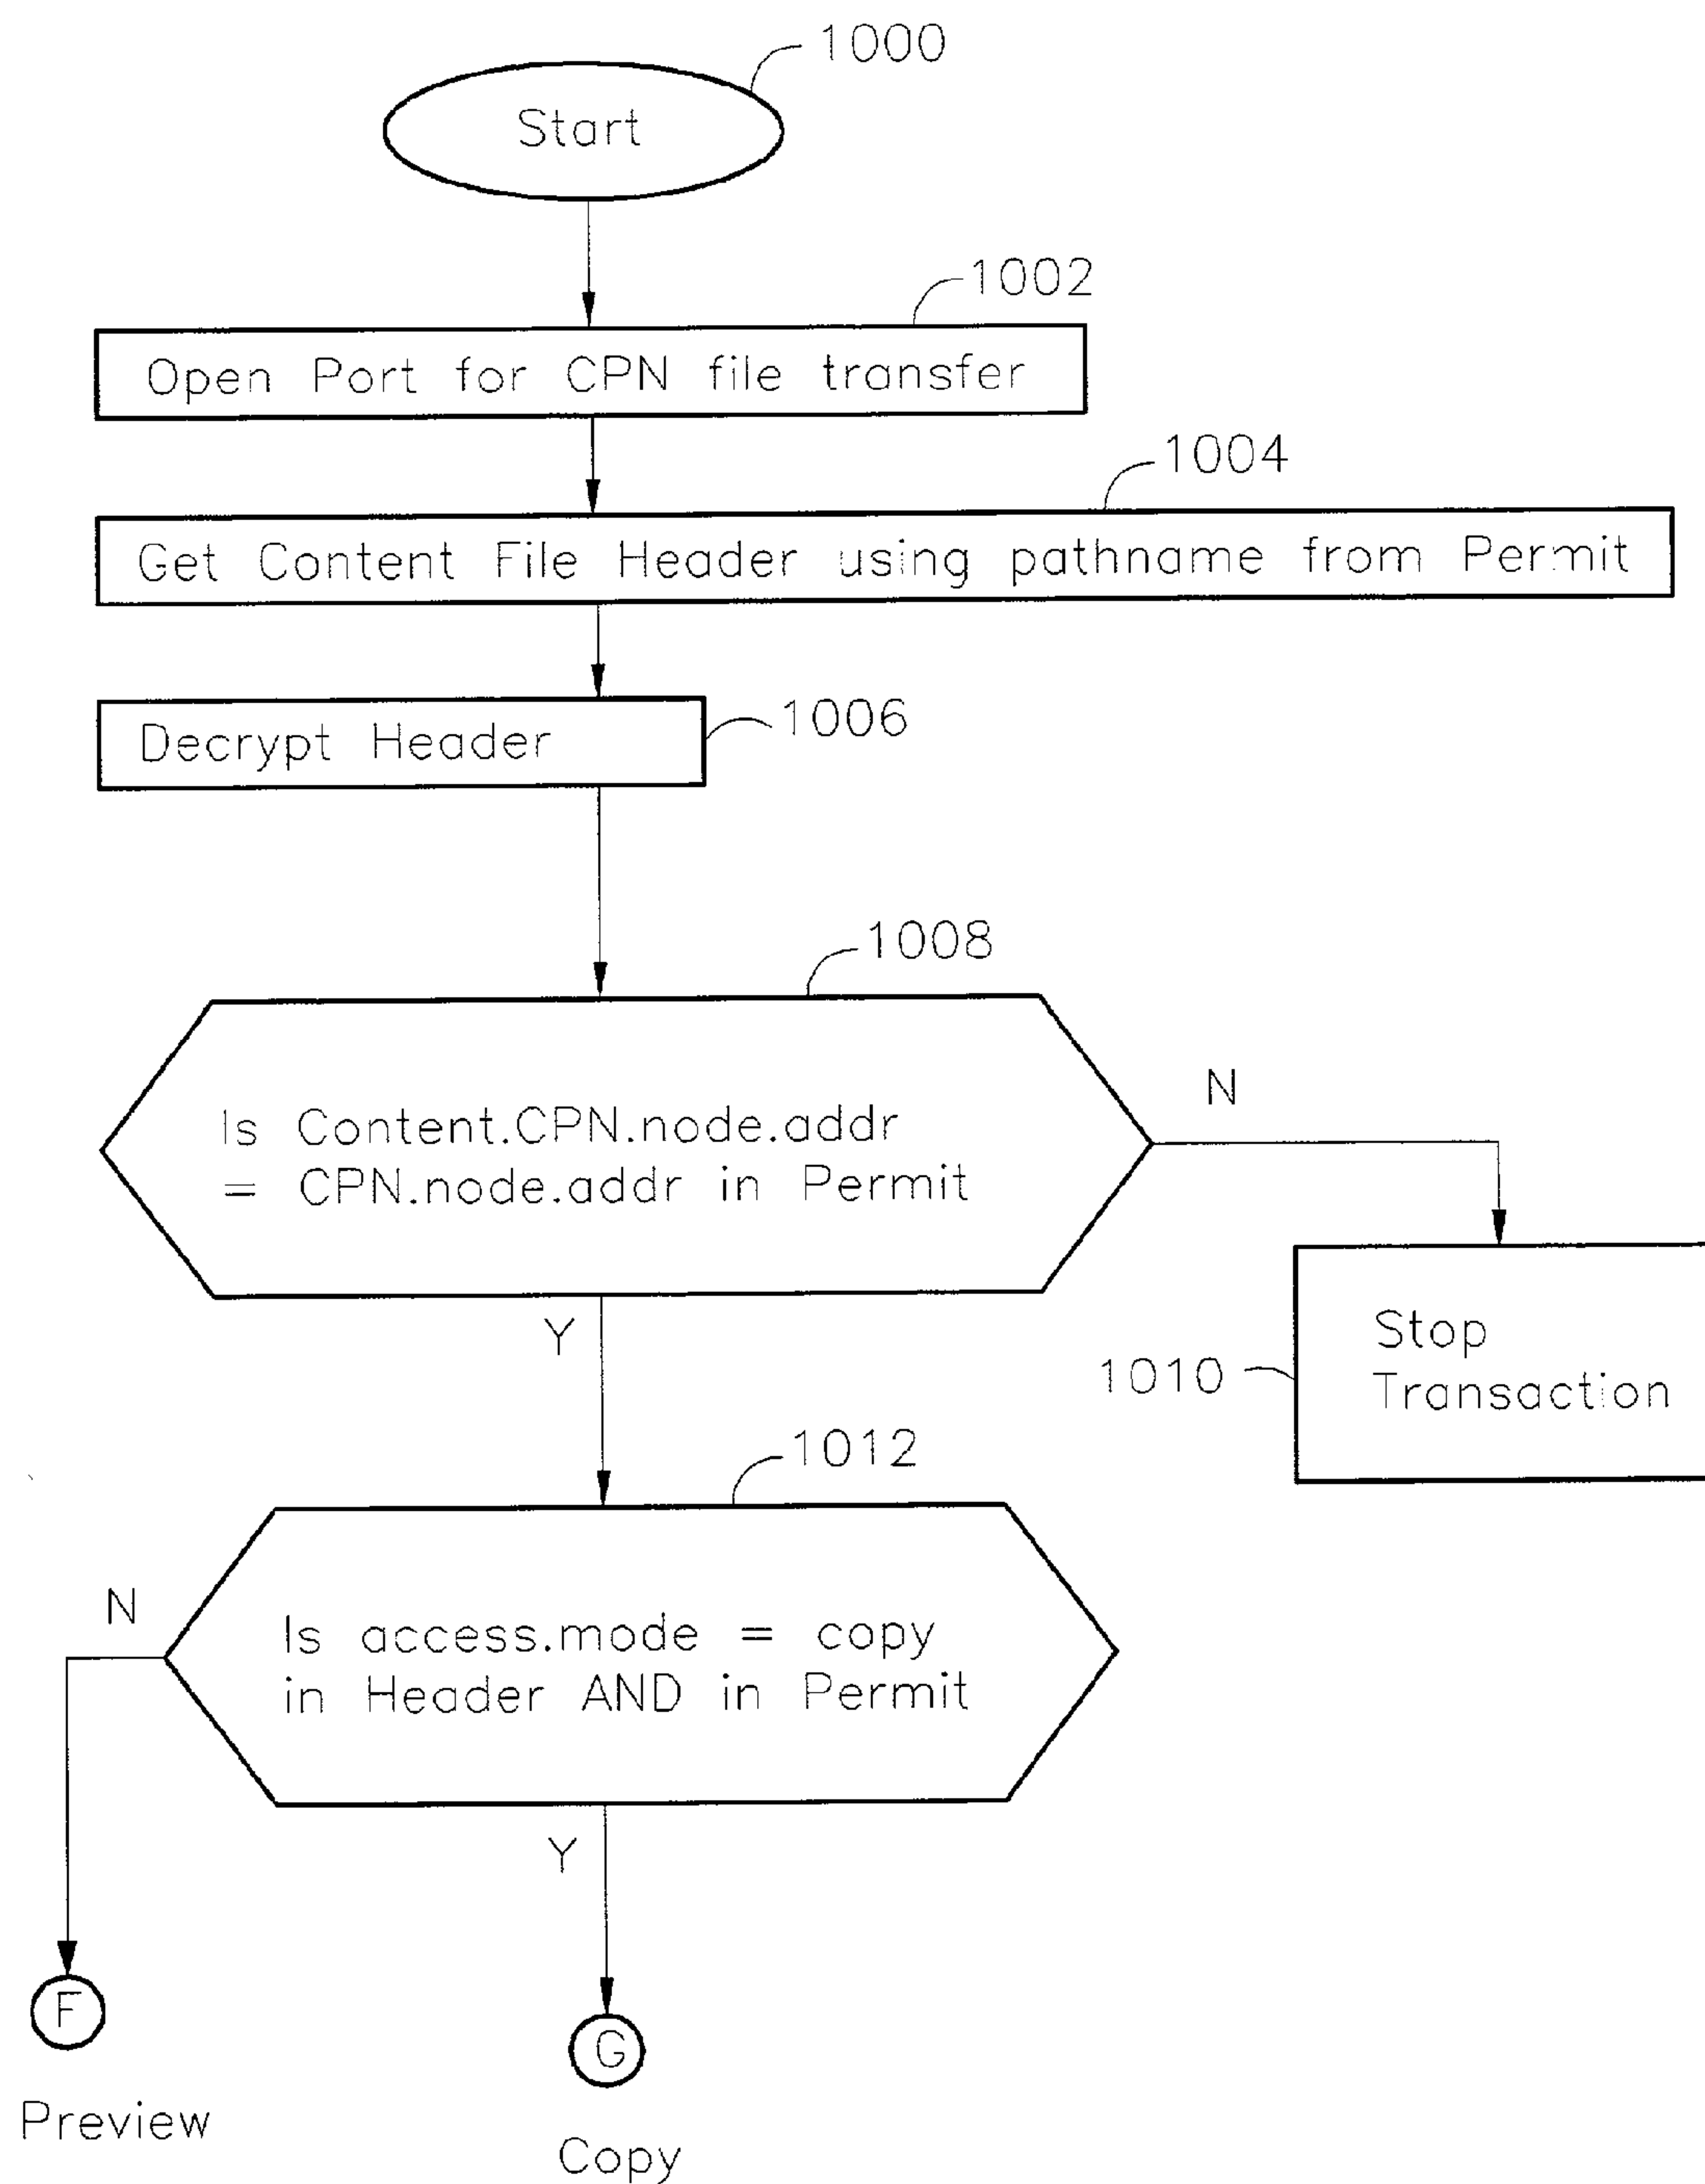 1000
Start
1002
Open Port for CPN file transfer
1004
Get Content File Header using pathname from Permit
Decrypt Header
1006
1008
Is Content.CPN.node.addr
= CPN.node.addr in Permit
N
Y
Stop
Transaction
1010
1012
N
Is access.mode = copy
in Header AND in Permit
Y
F
G
Preview
Copy